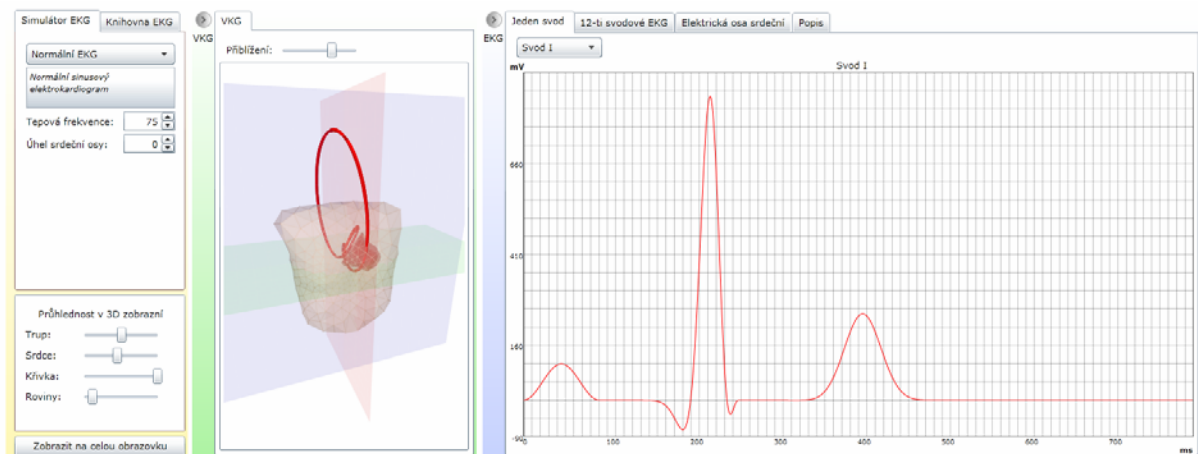 Simulátor EKG
Knihovna EKG
Normální EKG
Normální sinusový
elektrokardiogram
Tepová frekvence: 75
Úhel srdeční osy: 0
Průhlednost v 3D zobrazní
Trup:
Srdce:
Křivka:
Roviny:
Zobrazit na celou obrazovku
VKG
VKG
Přiblížení:
EKG
Jeden svod
12-ti svodové EKG
Elektrická osa srdeční
Popis
Svod I
mV
Svod I
660
410
160
-90
0 100 200 300 400 500 600 700
ms